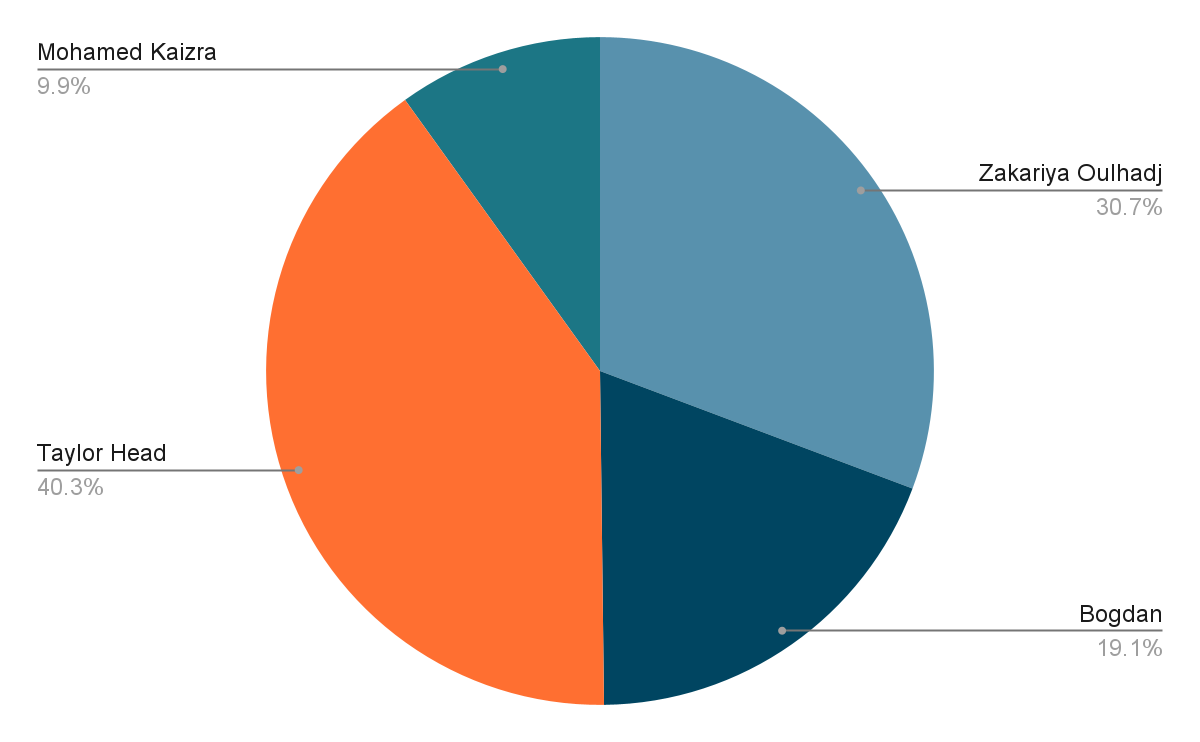 Mohamed Kaizra
9.9%
Zakariya Oulhadj
30.7%
Taylor Head
40.3%
Bogdan
19.1%